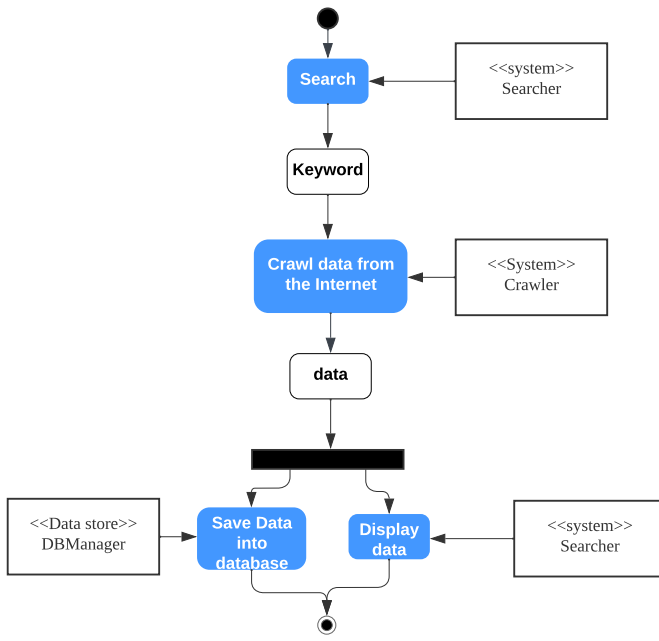 Search
<<system>>
Searcher
Keyword
Crawl data from
the Internet
<<System>>
Crawler
data
<<Data store>>
DBManager
Save Data
into
database
Display
data
<<system>>
Searcher